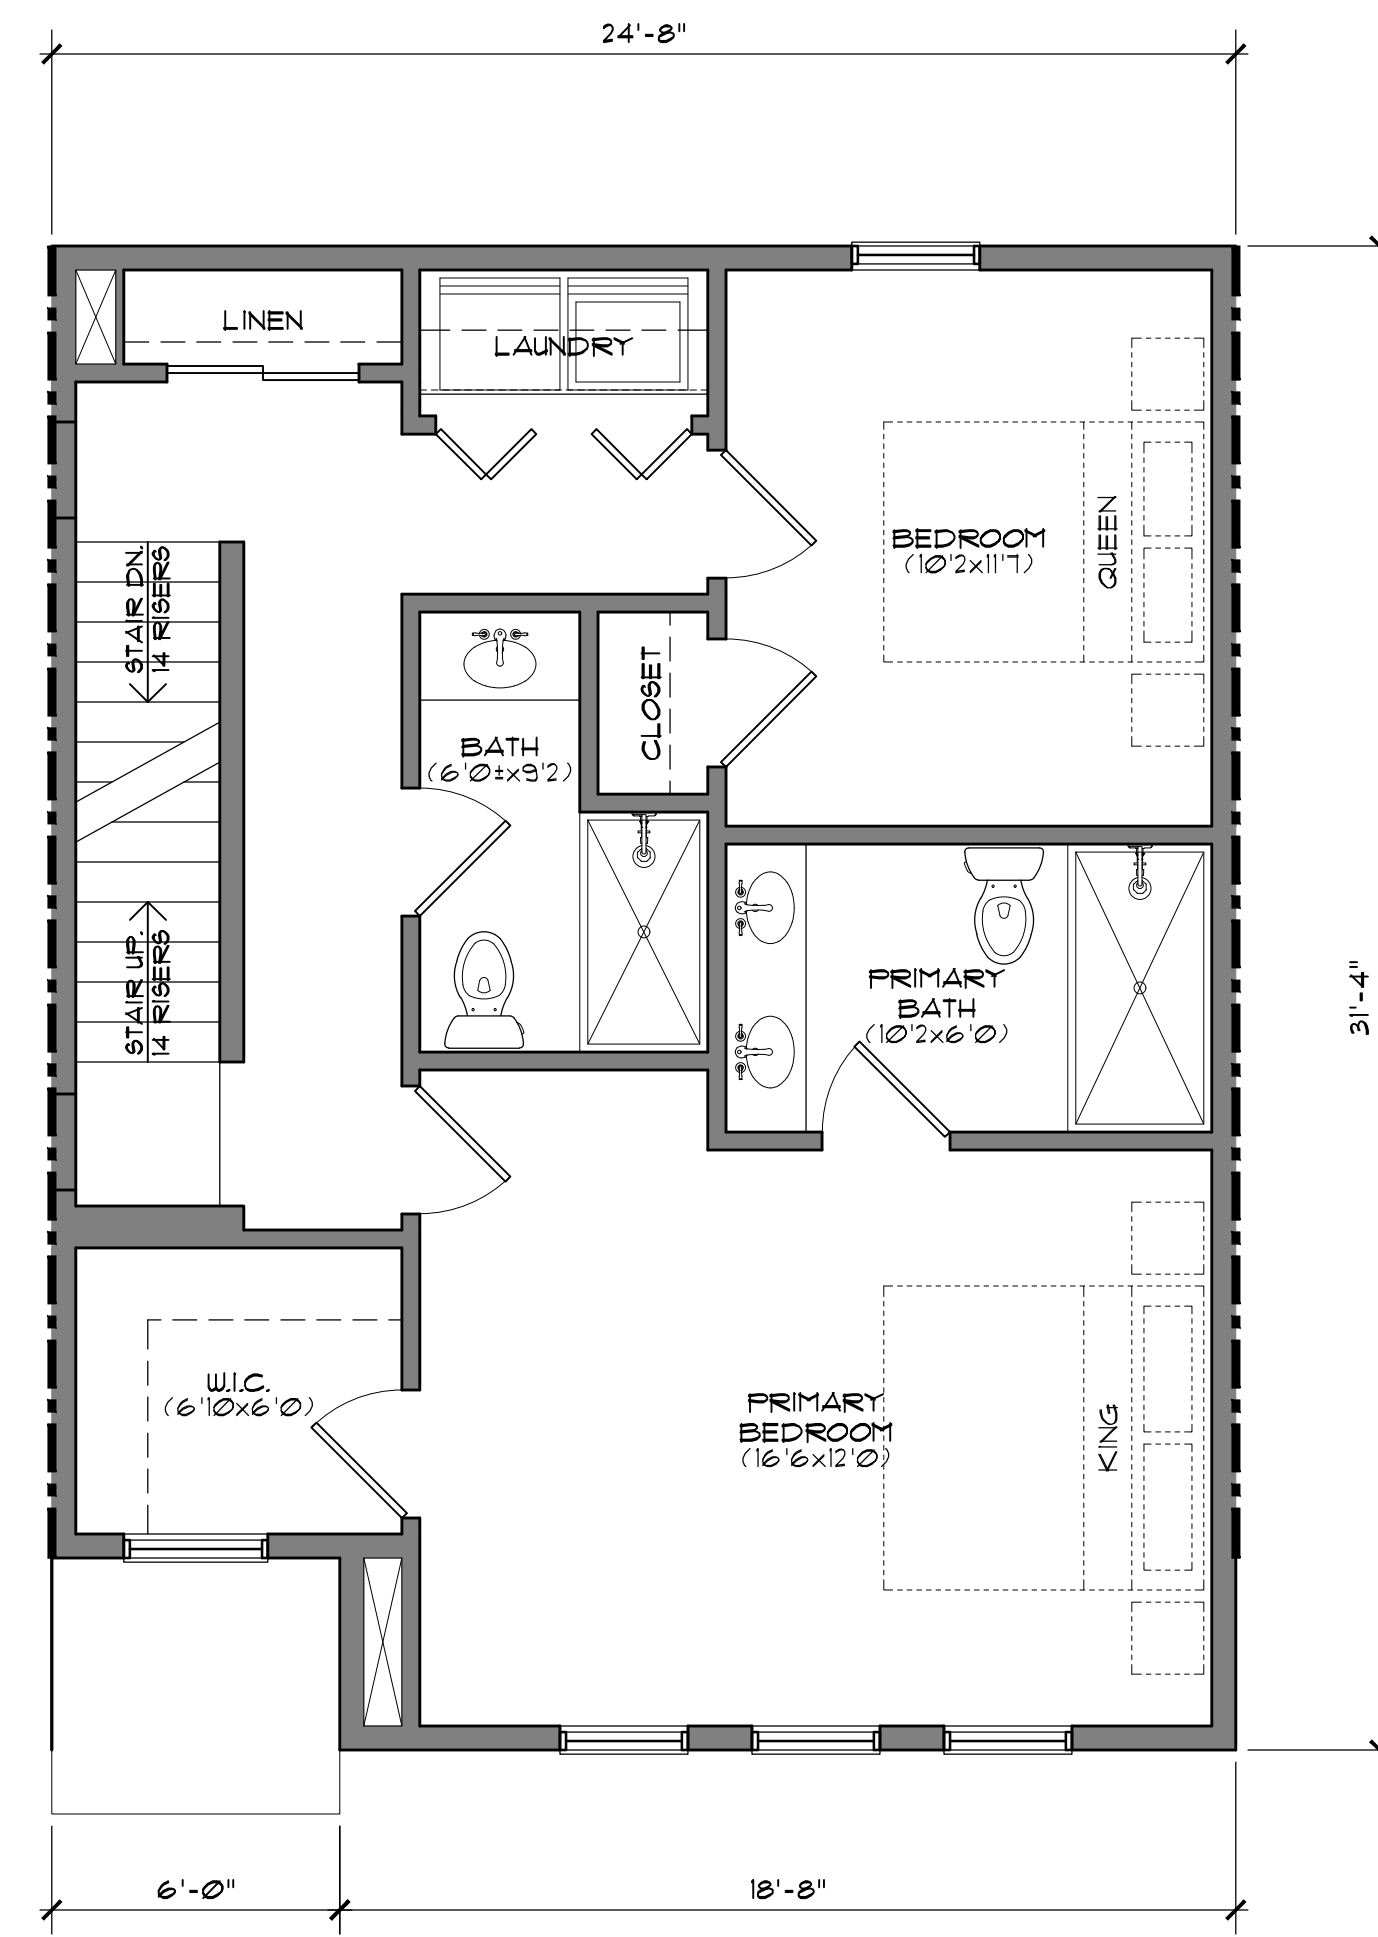 24'-8"
LINEN
LAUNDRY
BEDROOM
(10'2x11'7)
QUEEN
STAIR DN.
14 RISERS
CLOSET
BATH
(6'0±x9'2)
STAIR UP.
14 RISERS
PRIMARY
BATH
(10'2x6'0)
31'-4"
W.I.C.
(6'10x6'0)
PRIMARY
BEDROOM
(16'6x12'0)
KING
6'-0"
18'-8"